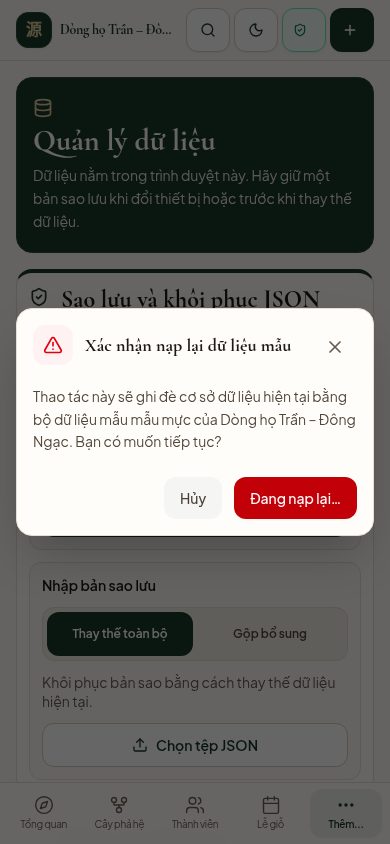 源 Dòng họ Trần – Đô...
Quản lý dữ liệu
Dữ liệu nằm trong trình duyệt này. Hãy giữ một
bản sao lưu khi đổi thiết bị hoặc trước khi thay thế
dữ liệu.
Sao lưu và khôi phục JSON
Xác nhận nạp lại dữ liệu mẫu
Thao tác này sẽ ghi đè cơ sở dữ liệu hiện tại bằng
bộ dữ liệu mẫu mẫu mực của Dòng họ Trần – Đông
Ngạc. Bạn có muốn tiếp tục?
Hủy Đang nạp lại...
Nhập bản sao lưu
Thay thế toàn bộ Gộp bổ sung
Khôi phục bản sao bằng cách thay thế dữ liệu
hiện tại.
Chọn tệp JSON
Tổng quan Cây phả hệ Thành viên Lễ giỗ Thêm...